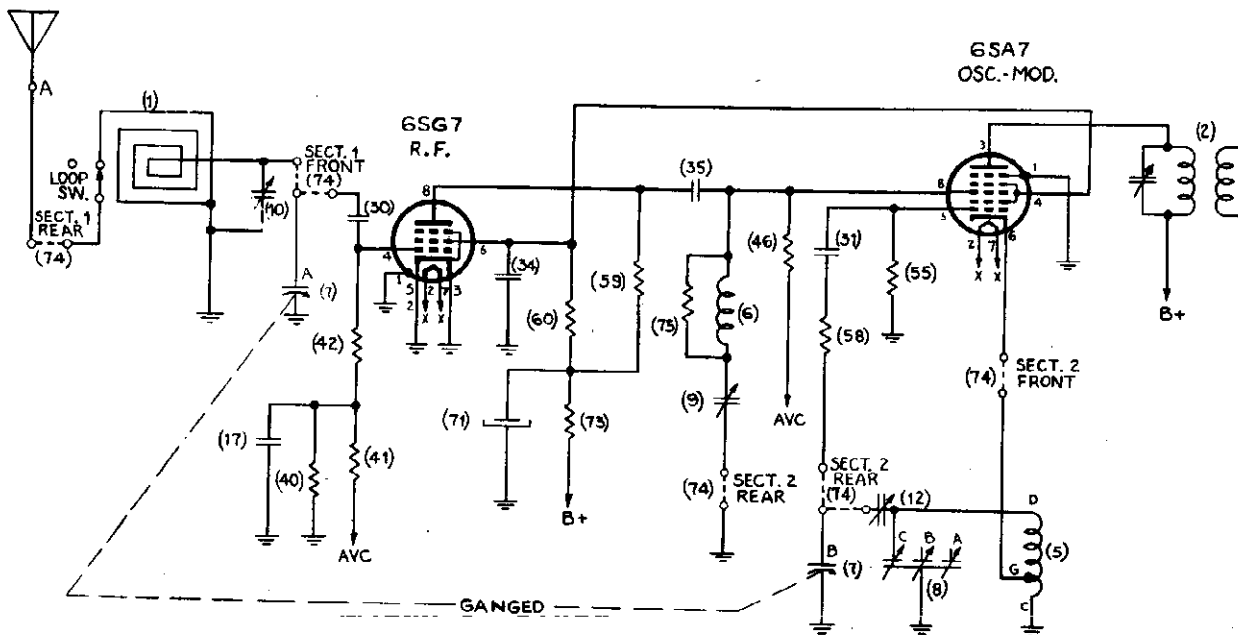 6SA7
OSC.-MOD.
A
(1)
6SG7
R.F.
(2)
3
1
SECT. 1
FRONT
(74)
LOOP
SW.
SECT. 1
REAR
(74)
(10)
(30)
8
(35)
8
4
5
4
6
2
7
6
1
5
2
7
3
2
X
X
X
X
A
(7)
(34)
(59)
(60)
(75)
(6)
(46)
(31)
(55)
B+
(42)
(58)
(74)
SECT. 2
FRONT
(9)
(71)
(73)
AVC
(17)
(40)
(41)
(74)
SECT. 2
REAR
SECT. 2
REAR
(74)
(12)
D
B+
AVC
C
B
A
(5)
B
(7)
(8)
G
C
GANGED